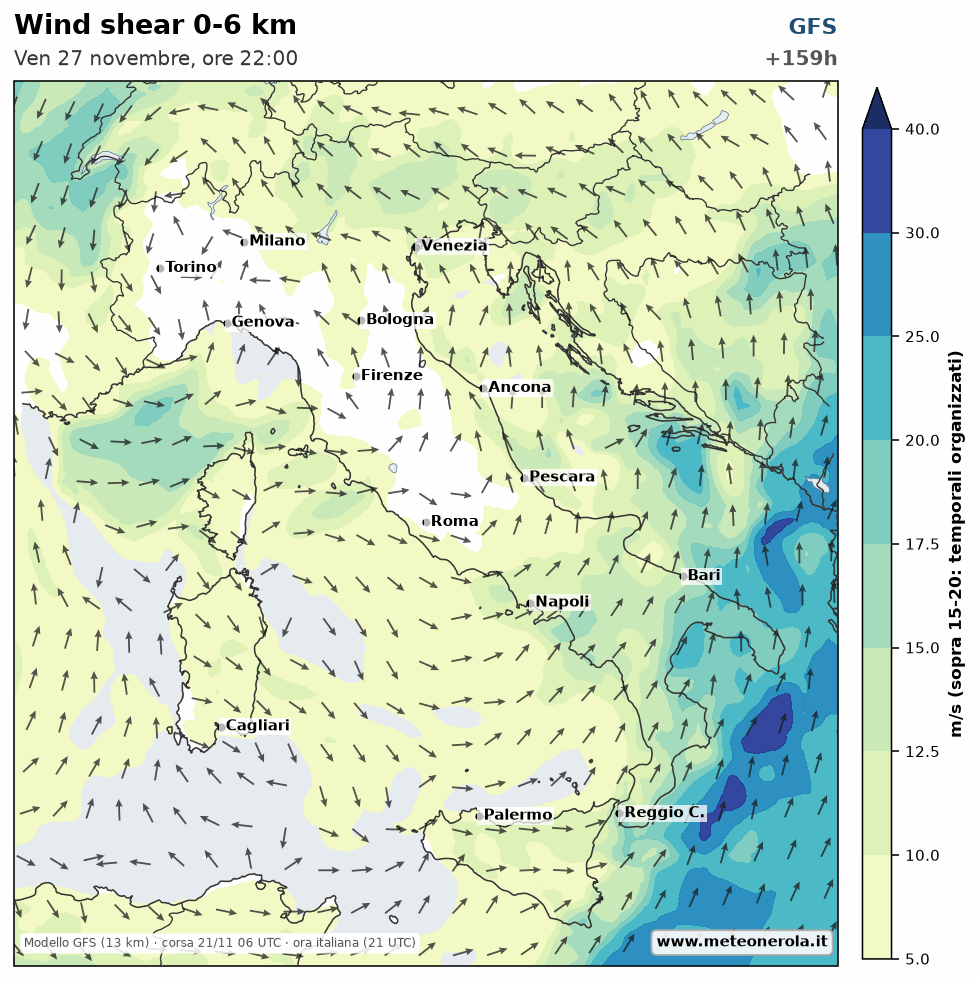 Wind shear 0-6 km
GFS
Ven 27 novembre, ore 22:00
+159h
Milano
Venezia
Torino
Genova
Bologna
Firenze
Ancona
Pescara
Roma
Bari
Napoli
Cagliari
Palermo
Reggio C.
Modello GFS (13 km) · corsa 21/11 06 UTC · ora italiana (21 UTC)
www.meteonerola.it
40.0
30.0
25.0
20.0
17.5
15.0
12.5
10.0
5.0
m/s (sopra 15-20: temporali organizzati)